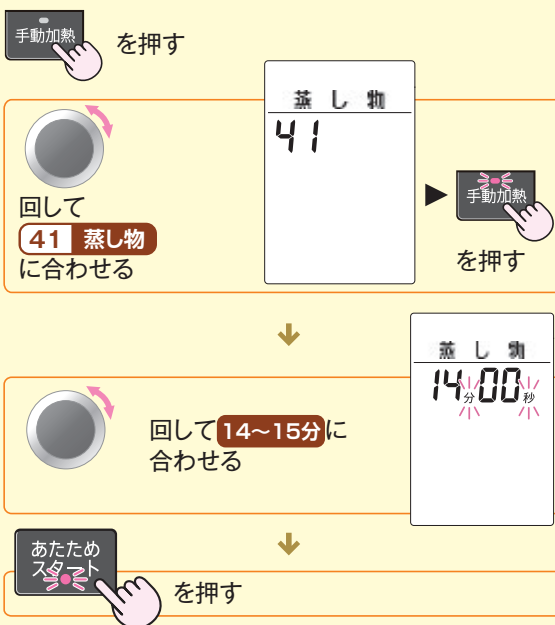 手動加熱
を押す
蒸し物
41
回して
41 蒸し物
に合わせる
手動加熱
を押す
蒸し物
14分00秒
回して14～15分に
合わせる
あたため
スタート
を押す